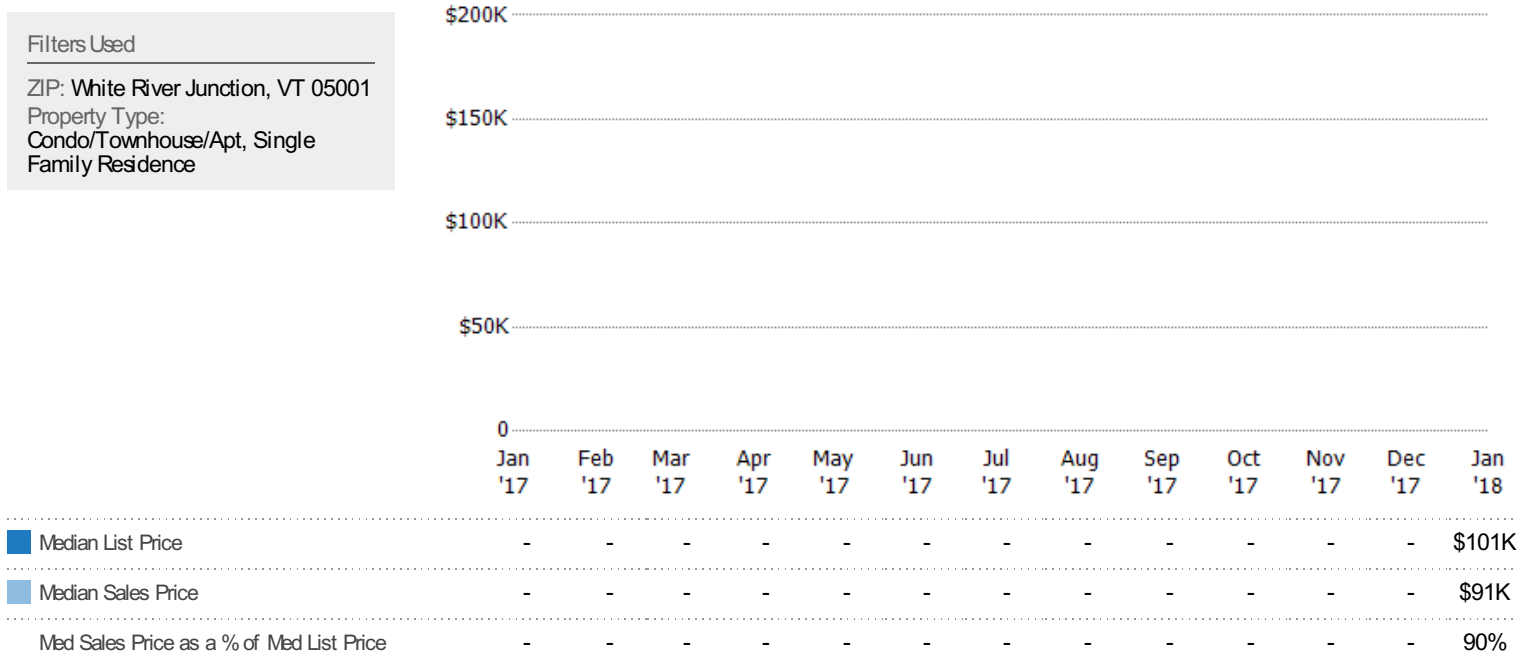 Filters Used
ZIP: White River Junction, VT 05001
Property Type:
Condo/Townhouse/Apt, Single
Family Residence
$200K
$150K
$100K
$50K
0
Jan Feb Mar Apr May Jun Jul Aug Sep Oct Nov Dec Jan
'17 '17 '17 '17 '17 '17 '17 '17 '17 '17 '17 '17 '18
Median List Price - - - - - - - - - - - - $101K
Median Sales Price - - - - - - - - - - - - $91K
Med Sales Price as a % of Med List Price - - - - - - - - - - - - 90%